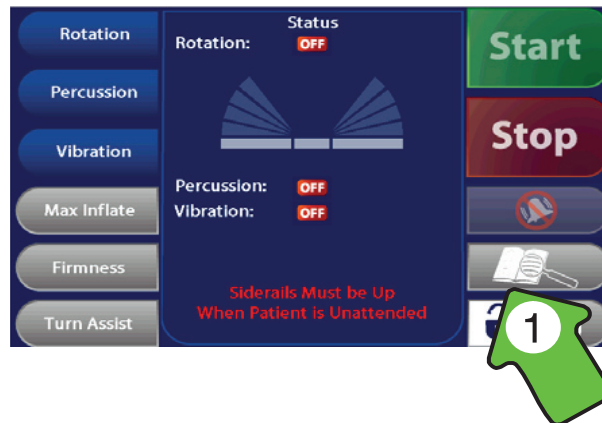 Rotation
Percussion
Vibration
Max Inflate
Firmness
Turn Assist
Status
Rotation: OFF
Percussion: OFF
Vibration: OFF
Siderails Must be Up
When Patient is Unattended
Start
Stop
1